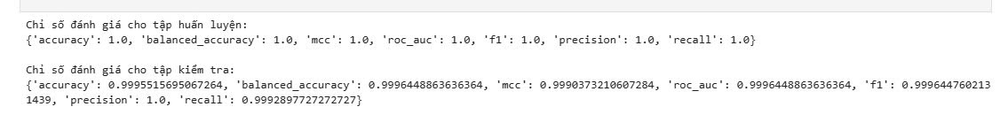 Chỉ số đánh giá cho tập huấn luyện:
{'accuracy': 1.0, 'balanced_accuracy': 1.0, 'mcc': 1.0, 'roc_auc': 1.0, 'f1': 1.0, 'precision': 1.0, 'recall': 1.0}
Chỉ số đánh giá cho tập kiểm tra:
{'accuracy': 0.9995515695067264, 'balanced_accuracy': 0.9996448863636364, 'mcc': 0.9990373210607284, 'roc_auc': 0.9996448863636364, 'f1': 0.999644760213
1439, 'precision': 1.0, 'recall': 0.9992897727272727}